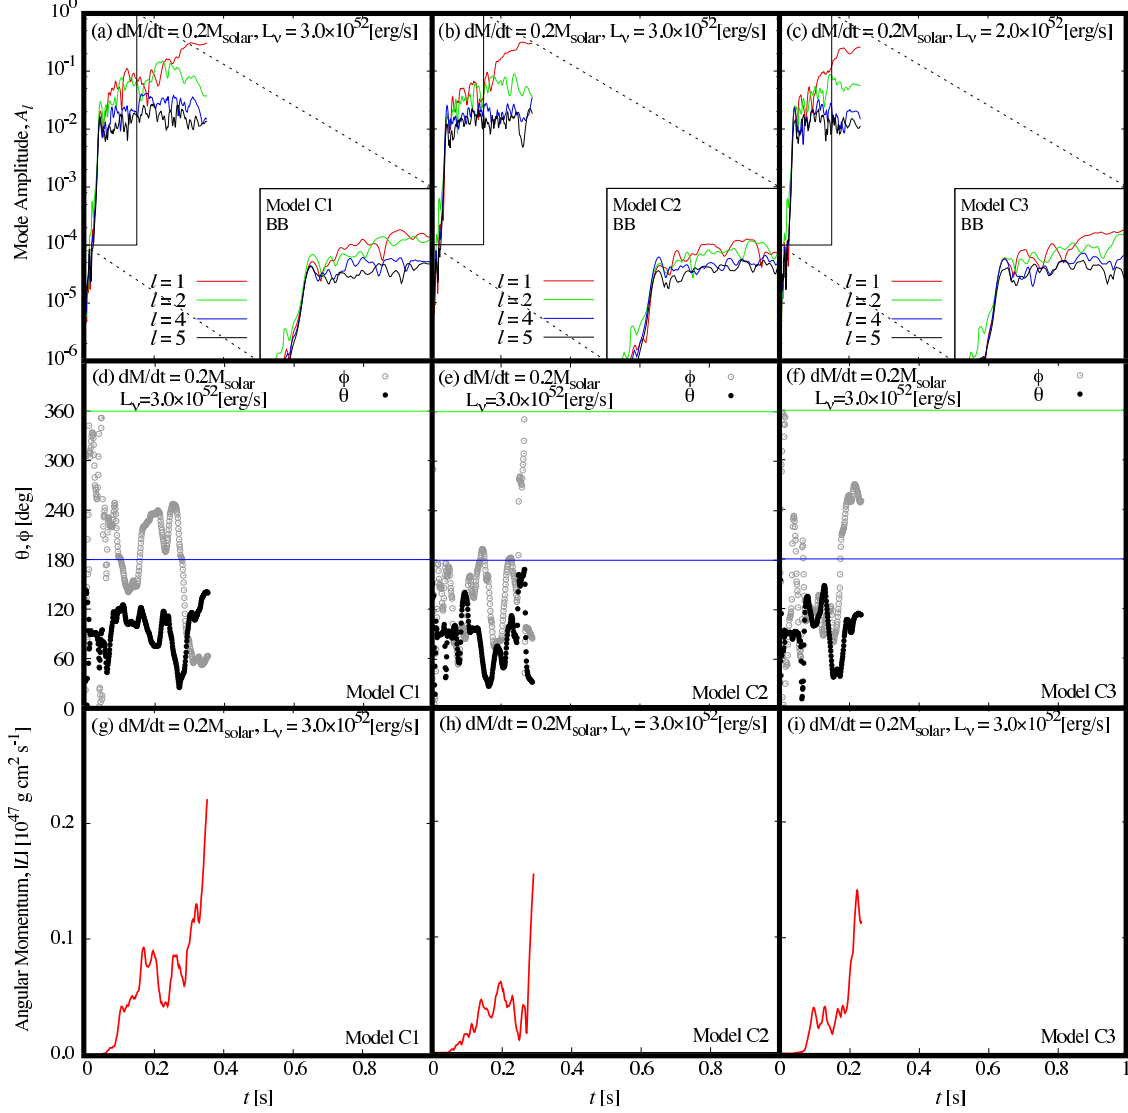 (a) dM/dt = 0.2M_solar, L_ν = 3.0×10^52[erg/s]
(b) dM/dt = 0.2M_solar, L_ν = 3.0×10^52[erg/s]
(c) dM/dt = 0.2M_solar, L_ν = 2.0×10^52[erg/s]
Mode Amplitude, A_l
10^0
10^-1
10^-2
10^-3
10^-4
10^-5
10^-6
Model C1
BB
Model C2
BB
Model C3
BB
l = 1
l = 2
l = 4
l = 5
l = 1
l = 2
l = 4
l = 5
l = 1
l = 2
l = 4
l = 5
(d) dM/dt = 0.2M_solar
L_ν=3.0×10^52[erg/s]
ϕ
θ
(e) dM/dt = 0.2M_solar
L_ν=3.0×10^52[erg/s]
ϕ
θ
(f) dM/dt = 0.2M_solar
L_ν=3.0×10^52[erg/s]
ϕ
θ
θ, ϕ [deg]
360
300
240
180
120
60
0
Model C1
Model C2
Model C3
(g) dM/dt = 0.2M_solar, L_ν = 3.0×10^52[erg/s]
(h) dM/dt = 0.2M_solar, L_ν = 3.0×10^52[erg/s]
(i) dM/dt = 0.2M_solar, L_ν = 3.0×10^52[erg/s]
Angular Momentum, |L| [10^47 g cm^2 s^-1]
0.2
0.1
0.0
Model C1
Model C2
Model C3
0 0.2 0.4 0.6 0.8 0 0.2 0.4 0.6 0.8 0 0.2 0.4 0.6 0.8 1
t [s]
t [s]
t [s]